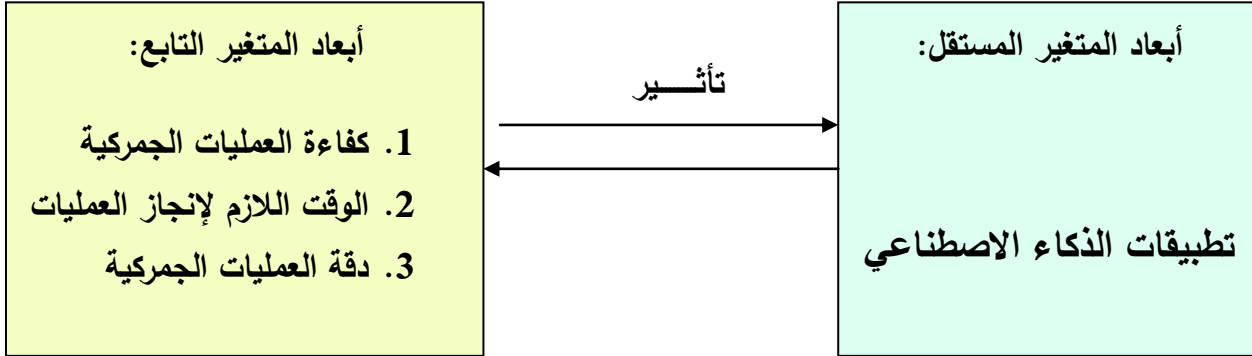 أبعاد المتغير المستقل:
تطبيقات الذكاء الاصطناعي
تأثــــير
أبعاد المتغير التابع:
1. كفاءة العمليات الجمركية
2. الوقت اللازم لإنجاز العمليات
3. دقة العمليات الجمركية